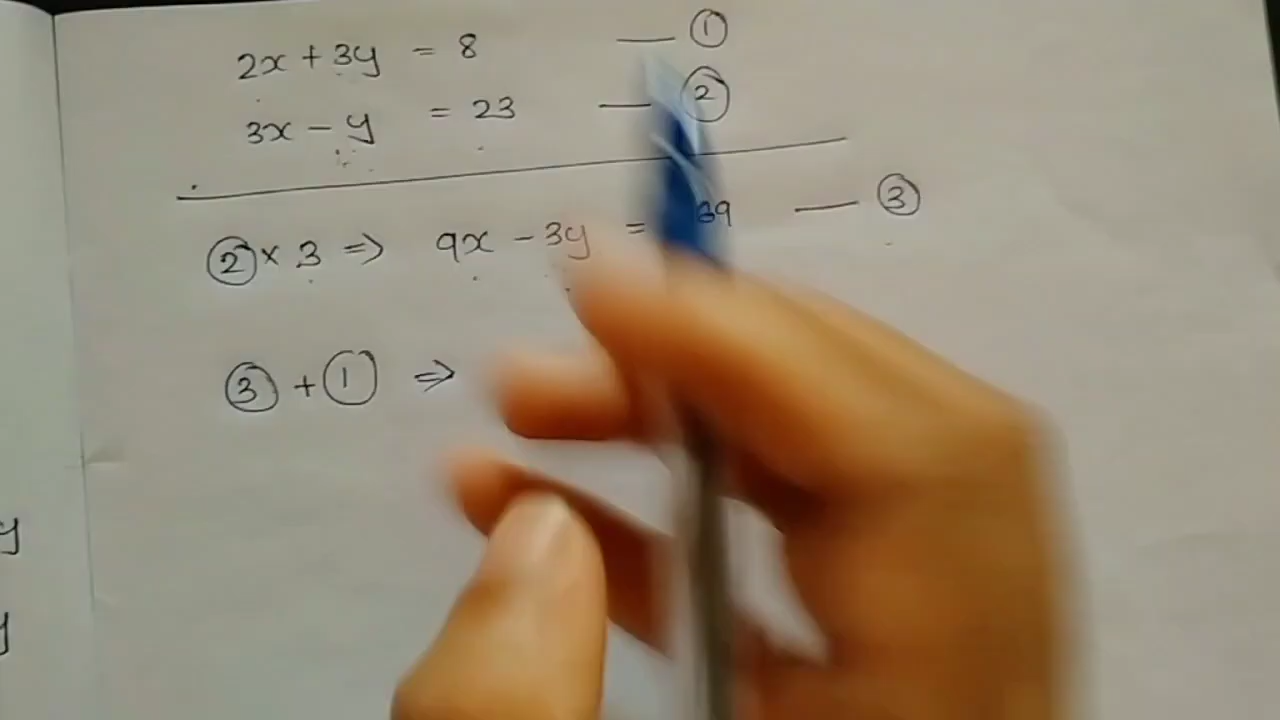 2x + 3y = 8 — ①
3x - y = 23 — ②
② × 3 ⇒ 9x - 3y = 69 — ③
③ + ① ⇒
y
y